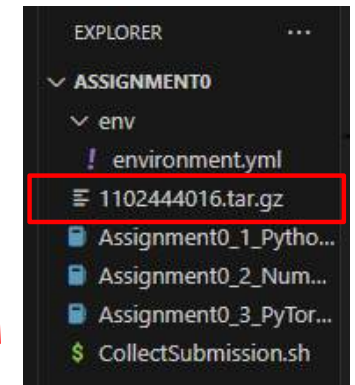 EXPLORER ...
ASSIGNMENT0
env
! environment.yml
1102444016.tar.gz
Assignment0_1_Pytho...
Assignment0_2_Num...
Assignment0_3_PyTor...
$ CollectSubmission.sh